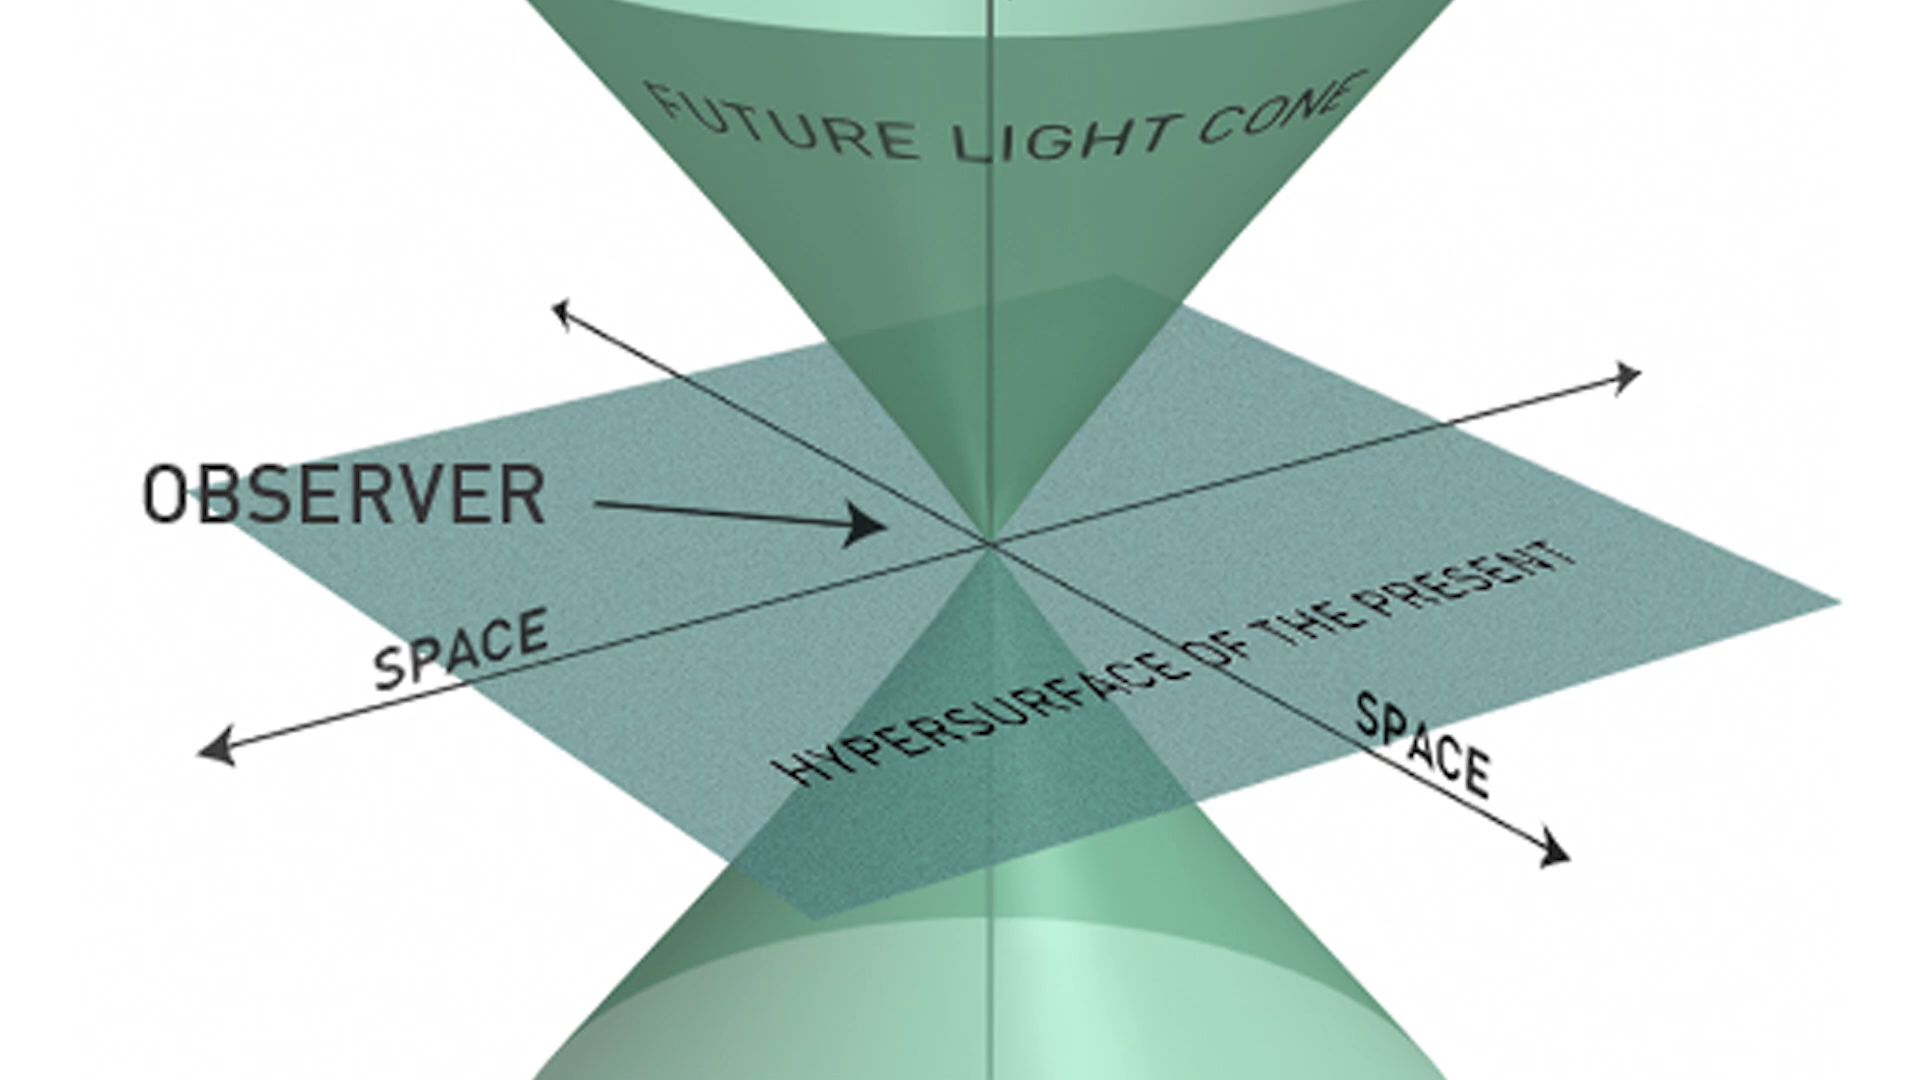 FUTURE LIGHT CONE
OBSERVER
SPACE
HYPERSURFACE OF THE PRESENT
SPACE